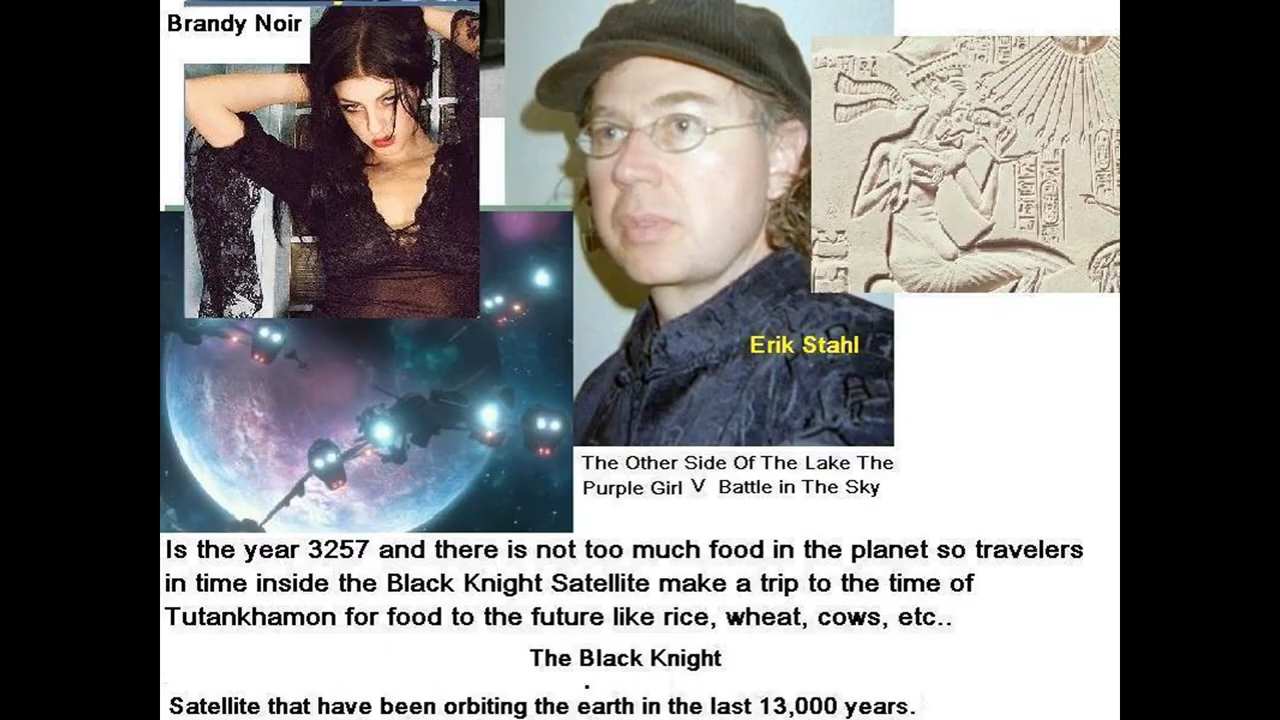 Brandy Noir
Erik Stahl
The Other Side Of The Lake The
Purple Girl V Battle in The Sky
Is the year 3257 and there is not too much food in the planet so travelers
in time inside the Black Knight Satellite make a trip to the time of
Tutankhamon for food to the future like rice, wheat, cows, etc..
The Black Knight
.
Satellite that have been orbiting the earth in the last 13,000 years.